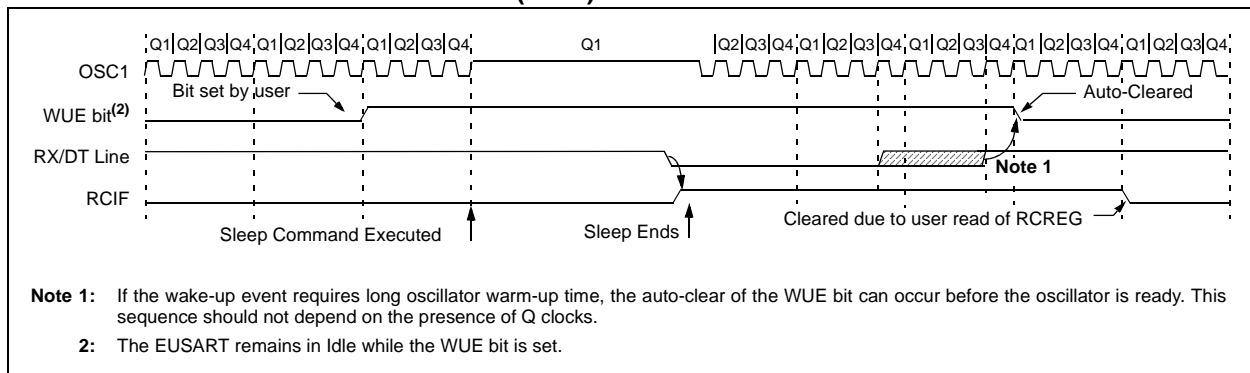 Q1 Q2 Q3 Q4 Q1 Q2 Q3 Q4 Q1 Q2 Q3 Q4 Q1 Q2 Q3 Q4 Q1 Q2 Q3 Q4 Q1 Q2 Q3 Q4 Q1 Q2 Q3 Q4
OSC1
Bit set by user
Auto-Cleared
WUE bit(2)
RX/DT Line
Note 1
RCIF
Cleared due to user read of RCREG
Sleep Command Executed
Sleep Ends
Note 1: If the wake-up event requires long oscillator warm-up time, the auto-clear of the WUE bit can occur before the oscillator is ready. This
sequence should not depend on the presence of Q clocks.
2: The EUSART remains in Idle while the WUE bit is set.